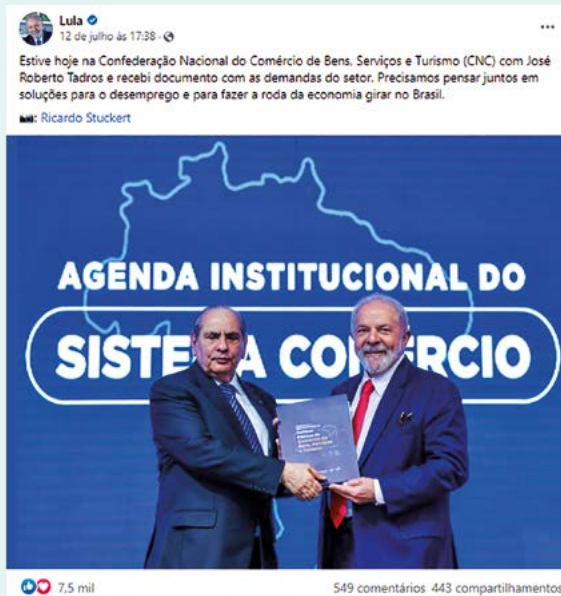 Lula
12 de julho às 17:38 ·
Estive hoje na Confederação Nacional do Comércio de Bens, Serviços e Turismo (CNC) com José
Roberto Tadros e recebi documento com as demandas do setor. Precisamos pensar juntos em
soluções para o desemprego e para fazer a roda da economia girar no Brasil.
: Ricardo Stuckert
AGENDA INSTITUCIONAL DO
SISTE A CO ERCIO
7,5 mil
549 comentários 443 compartilhamentos